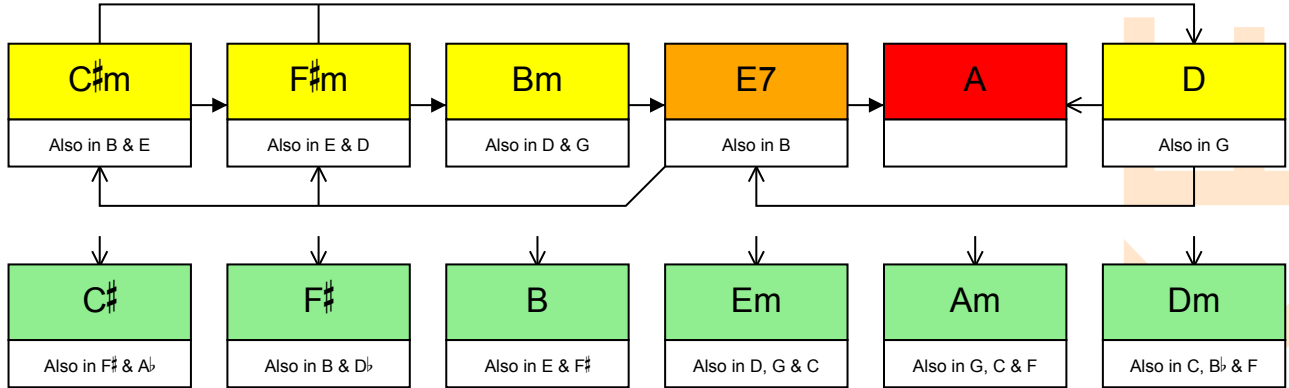 C♯m F♯m Bm E7 A D
Also in B & E Also in E & D Also in D & G Also in B Also in G
C♯ F♯ B Em Am Dm
Also in F♯ & A♭ Also in B & D♭ Also in E & F♯ Also in D, G & C Also in G, C & F Also in C, B♭ & F